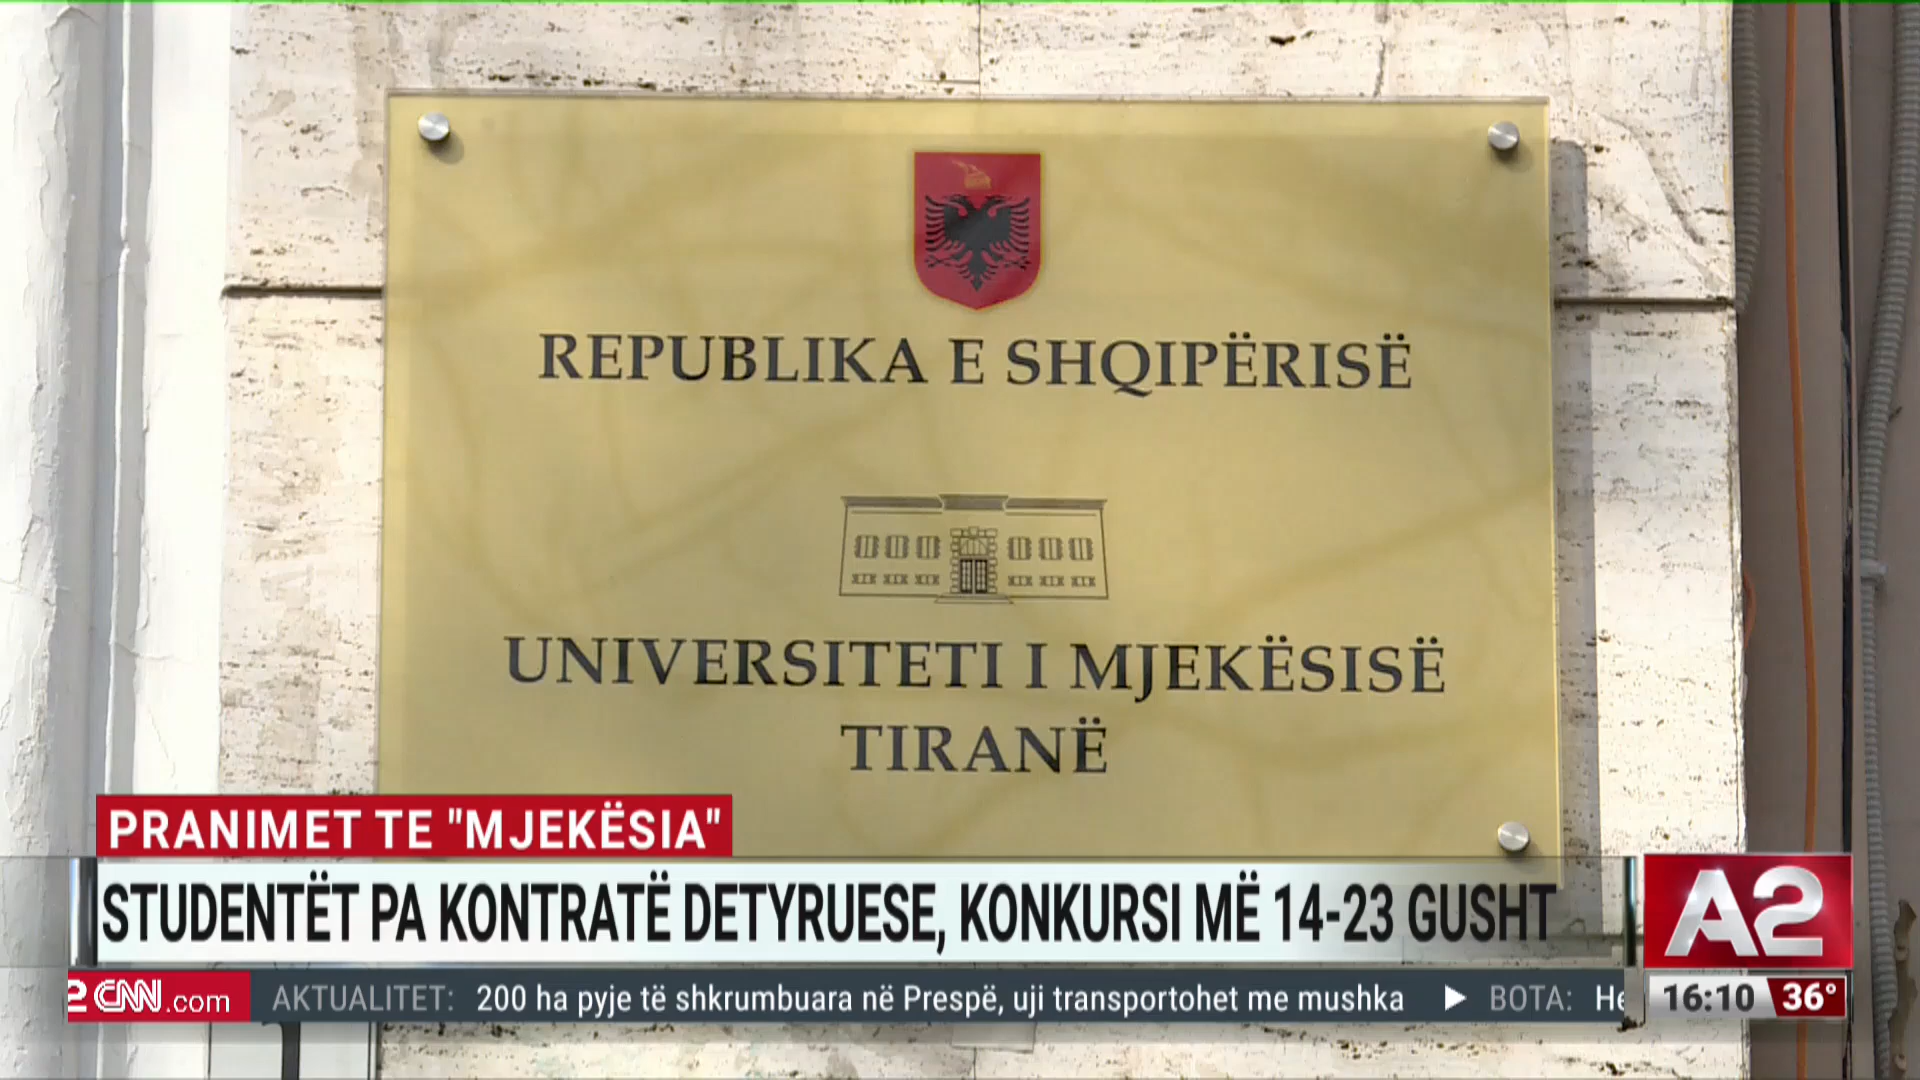 REPUBLIKA E SHQIPËRISË
UNIVERSITETI I MJEKËSISË
TIRANË
PRANIMET TE "MJEKËSIA"
STUDENTËT PA KONTRATË DETYRUESE, KONKURSI MË 14-23 GUSHT
A2
2 CNN.com AKTUALITET: 200 ha pyje të shkrumbuara në Prespë, uji transportohet me mushka ▶ BOTA:
16:10 36°